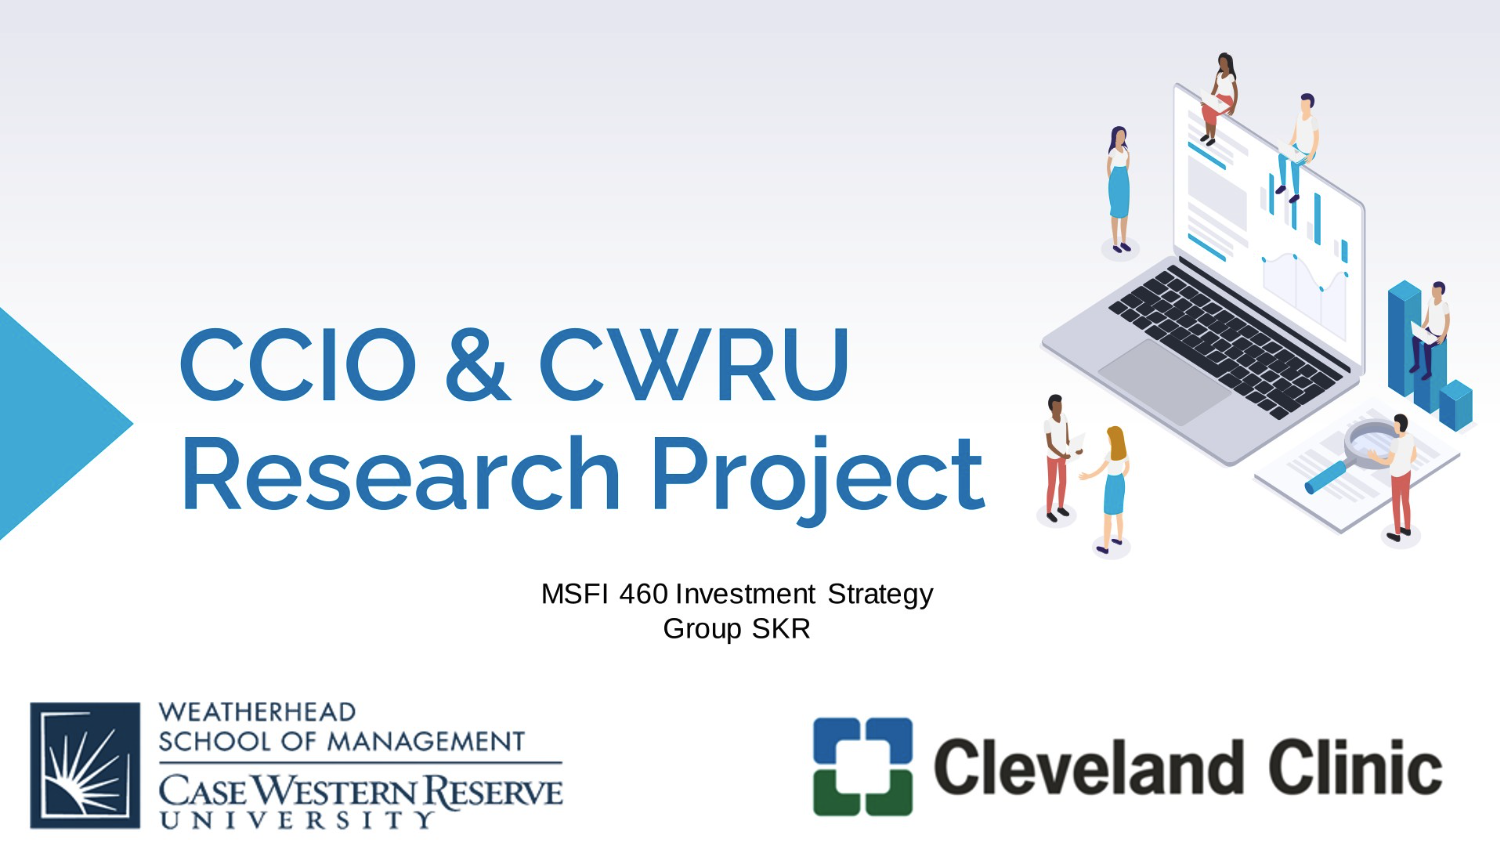 CCIO & CWRU
Research Project
MSFI 460 Investment Strategy
Group SKR
WEATHERHEAD
SCHOOL OF MANAGEMENT
CASE WESTERN RESERVE
UNIVERSITY
Cleveland Clinic